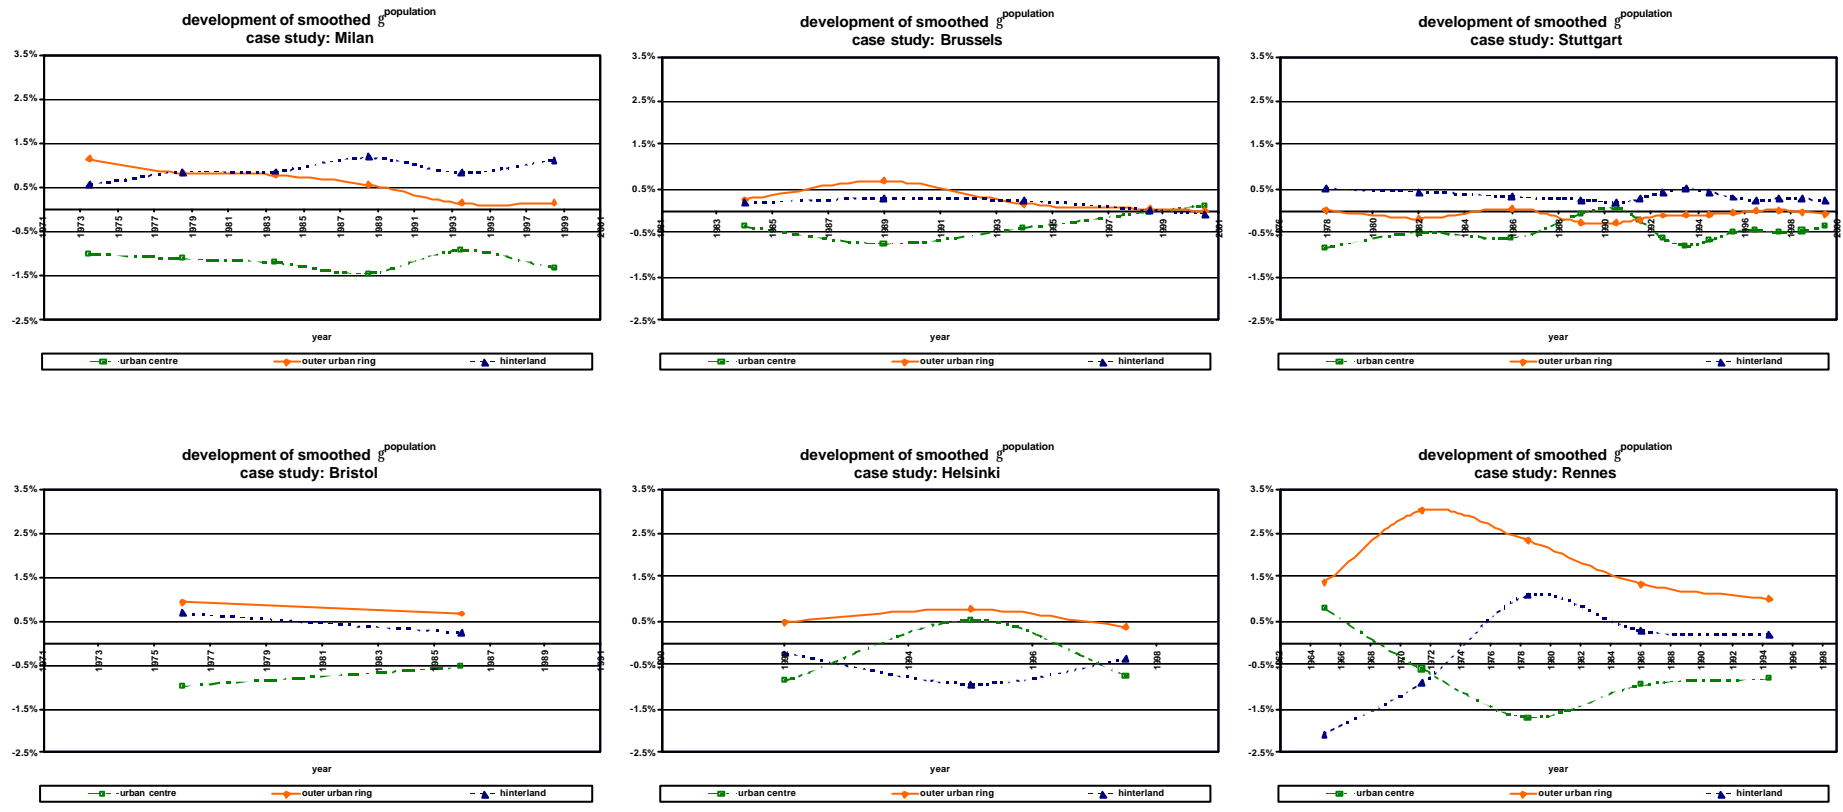 development of smoothed g^population
case study: Milan
3.5%
2.5%
1.5%
0.5%
-0.5%
-1.5%
-2.5%
1971 1973 1975 1977 1979 1981 1983 1985 1987 1989 1991 1993 1995 1997 1999 2001
year
urban centre outer urban ring hinterland
development of smoothed g^population
case study: Brussels
3.5%
2.5%
1.5%
0.5%
-0.5%
-1.5%
-2.5%
1981 1983 1985 1987 1989 1991 1993 1995 1997 1999 2001
year
urban centre outer urban ring hinterland
development of smoothed g^population
case study: Stuttgart
3.5%
2.5%
1.5%
0.5%
-0.5%
-1.5%
-2.5%
1976 1978 1980 1982 1984 1986 1988 1990 1992 1994 1996 1998 2000
year
urban centre outer urban ring hinterland
development of smoothed g^population
case study: Bristol
3.5%
2.5%
1.5%
0.5%
-0.5%
-1.5%
-2.5%
1971 1973 1975 1977 1979 1981 1983 1985 1987 1989 1991
year
urban centre outer urban ring hinterland
development of smoothed g^population
case study: Helsinki
3.5%
2.5%
1.5%
0.5%
-0.5%
-1.5%
-2.5%
1990 1992 1994 1996 1998
year
urban centre outer urban ring hinterland
development of smoothed g^population
case study: Rennes
3.5%
2.5%
1.5%
0.5%
-0.5%
-1.5%
-2.5%
1962 1964 1966 1968 1970 1972 1974 1976 1978 1980 1982 1984 1986 1988 1990 1992 1994 1996 1998
year
urban centre outer urban ring hinterland